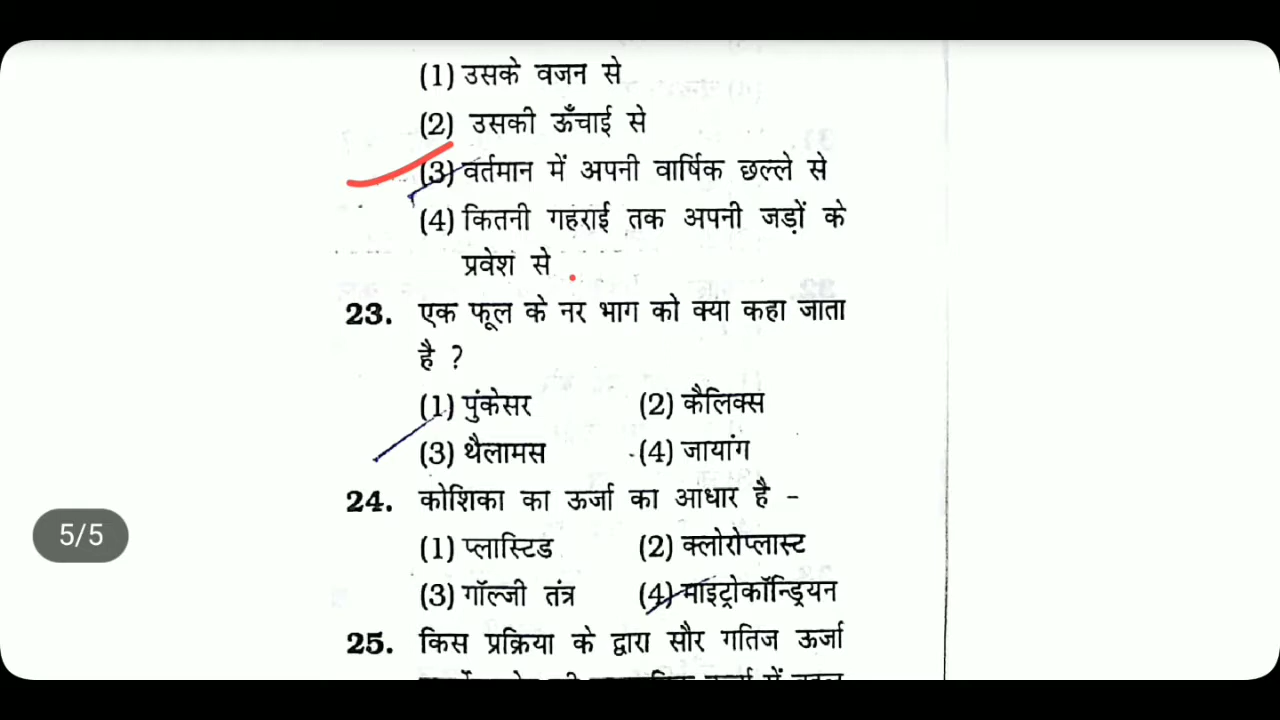 (1) उसके वजन से
(2) उसकी ऊँचाई से
(3) वर्तमान में अपनी वार्षिक छल्ले से
(4) कितनी गहराई तक अपनी जड़ों के
प्रवेश से
23. एक फूल के नर भाग को क्या कहा जाता
है ?
(1) पुंकेसर (2) कैलिक्स
(3) थैलामस (4) जायांग
24. कोशिका का ऊर्जा का आधार है -
(1) प्लास्टिड (2) क्लोरोप्लास्ट
5/5
(3) गॉल्जी तंत्र (4) माइट्रोकॉन्ड्रियन
25. किस प्रक्रिया के द्वारा सौर गतिज ऊर्जा